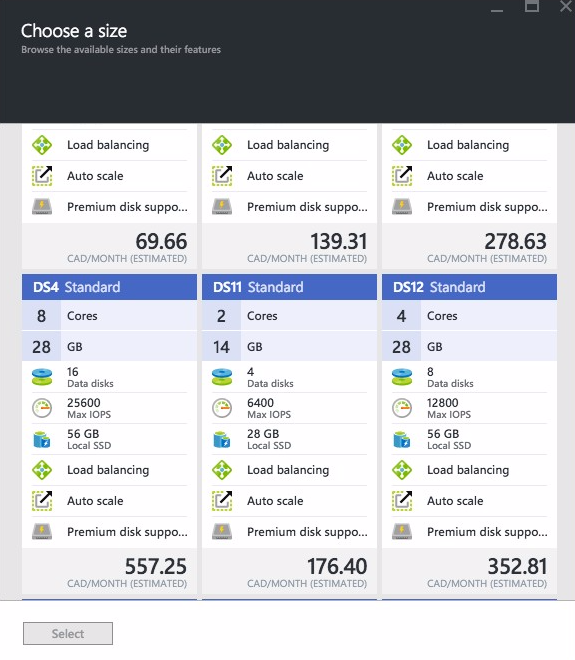 Choose a size
Browse the available sizes and their features
Load balancing
Auto scale
Premium disk suppo...
69.66
CAD/MONTH (ESTIMATED)
Load balancing
Auto scale
Premium disk suppo...
139.31
CAD/MONTH (ESTIMATED)
Load balancing
Auto scale
Premium disk suppo...
278.63
CAD/MONTH (ESTIMATED)
DS4 Standard
8 Cores
28 GB
16
Data disks
25600
Max IOPS
56 GB
Local SSD
Load balancing
Auto scale
Premium disk suppo...
557.25
CAD/MONTH (ESTIMATED)
DS11 Standard
2 Cores
14 GB
4
Data disks
6400
Max IOPS
28 GB
Local SSD
Load balancing
Auto scale
Premium disk suppo...
176.40
CAD/MONTH (ESTIMATED)
DS12 Standard
4 Cores
28 GB
8
Data disks
12800
Max IOPS
56 GB
Local SSD
Load balancing
Auto scale
Premium disk suppo...
352.81
CAD/MONTH (ESTIMATED)
Select